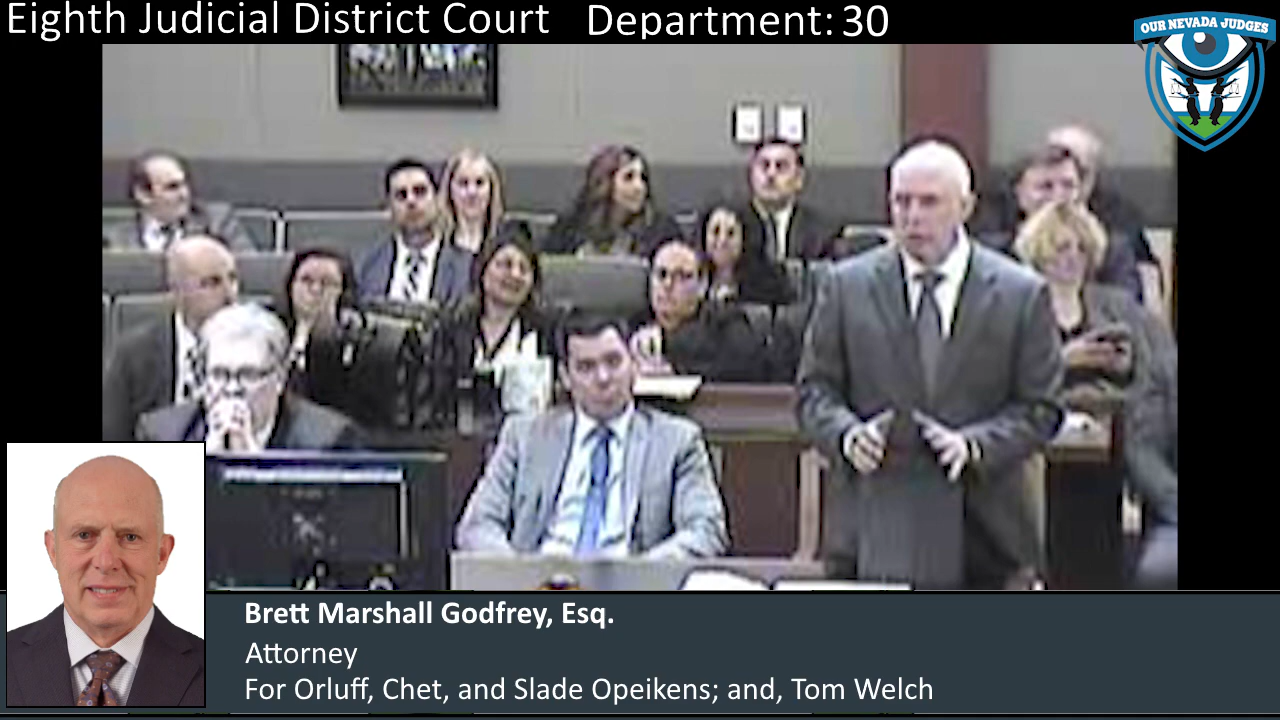 Eighth Judicial District Court Department: 30
OUR NEVADA JUDGES
Brett Marshall Godfrey, Esq.
Attorney
For Orluff, Chet, and Slade Opeikens; and, Tom Welch